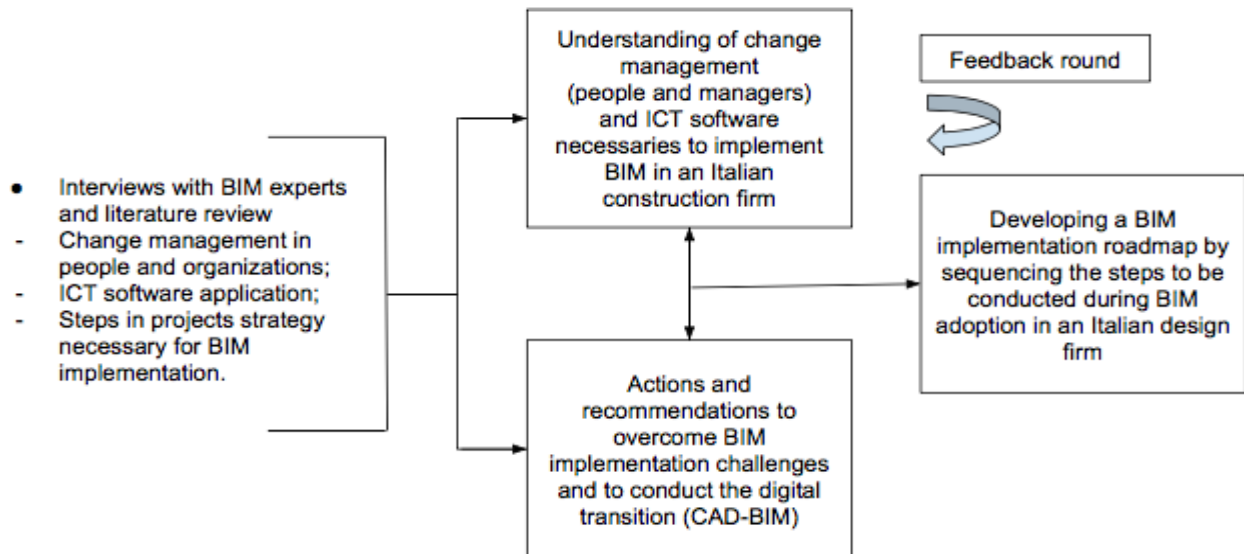 ● Interviews with BIM experts
and literature review
- Change management in
people and organizations;
- ICT software application;
- Steps in projects strategy
necessary for BIM
implementation.
Understanding of change
management
(people and managers)
and ICT software
necessaries to implement
BIM in an Italian
construction firm
Actions and
recommendations to
overcome BIM
implementation challenges
and to conduct the digital
transition (CAD-BIM)
Feedback round
Developing a BIM
implementation roadmap by
sequencing the steps to be
conducted during BIM
adoption in an Italian design
firm